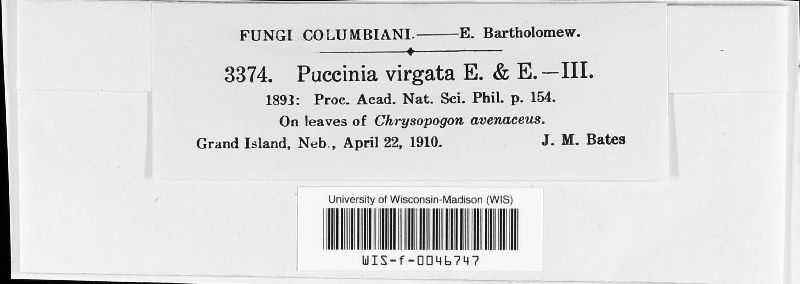 FUNGI COLUMBIANI.——E. Bartholomew.
3374. Puccinia virgata E. & E.—III.
1893: Proc. Acad. Nat. Sci. Phil. p. 154.
On leaves of Chrysopogon avenaceus.
Grand Island, Neb., April 22, 1910. J. M. Bates
University of Wisconsin-Madison (WIS)
WIS-f-0046747